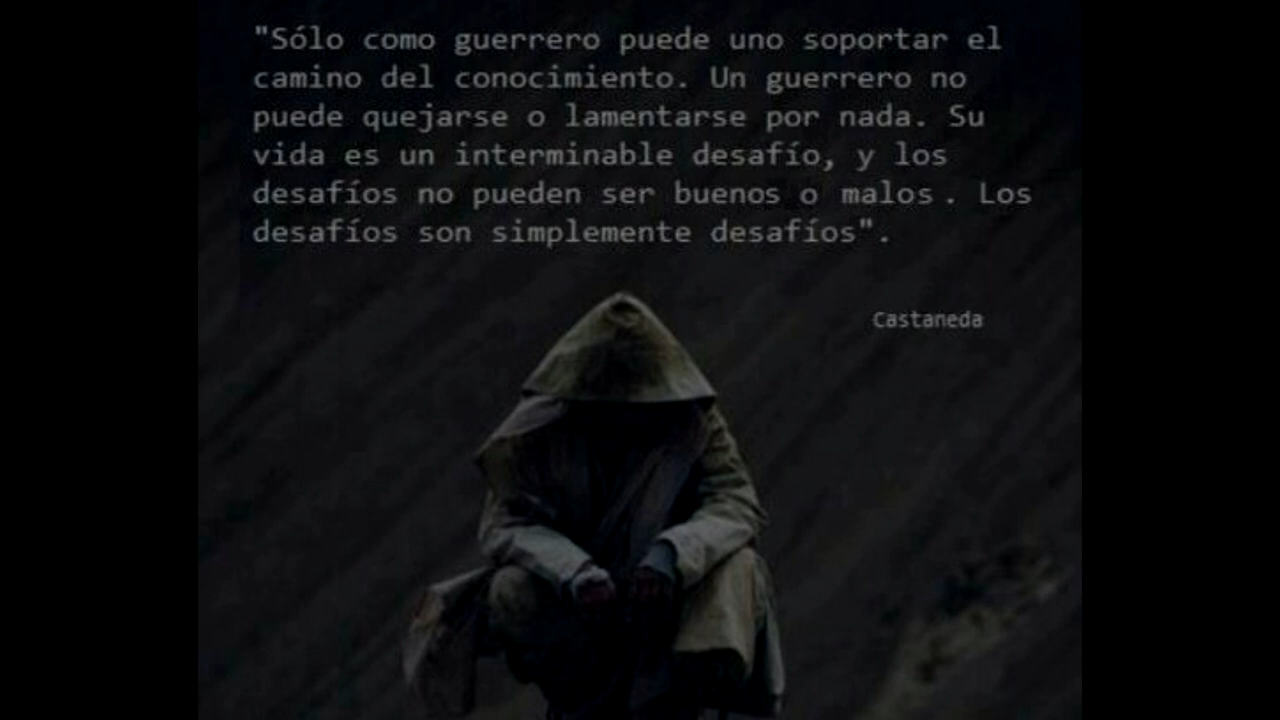 "Sólo como guerrero puede uno soportar el
camino del conocimiento. Un guerrero no
puede quejarse o lamentarse por nada. Su
vida es un interminable desafío, y los
desafíos no pueden ser buenos o malos . Los
desafíos son simplemente desafíos".
Castaneda